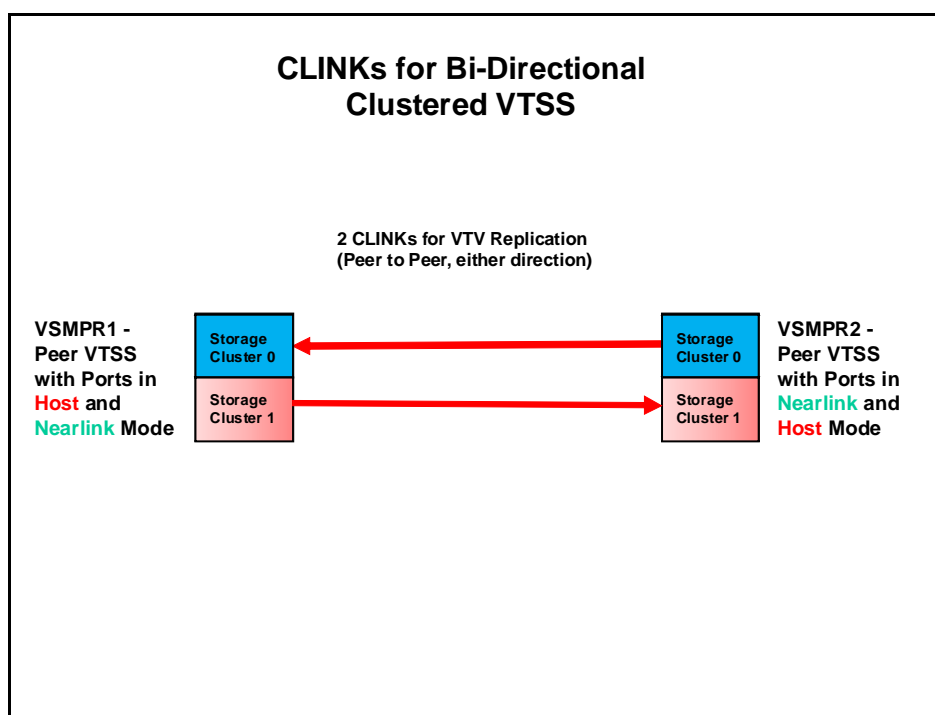 CLINKs for Bi-Directional
Clustered VTSS
2 CLINKs for VTV Replication
(Peer to Peer, either direction)
VSMPR1 -
Peer VTSS
with Ports in
Host and
Nearlink Mode
Storage
Cluster 0
Storage
Cluster 1
Storage
Cluster 0
Storage
Cluster 1
VSMPR2 -
Peer VTSS
with Ports in
Nearlink and
Host Mode